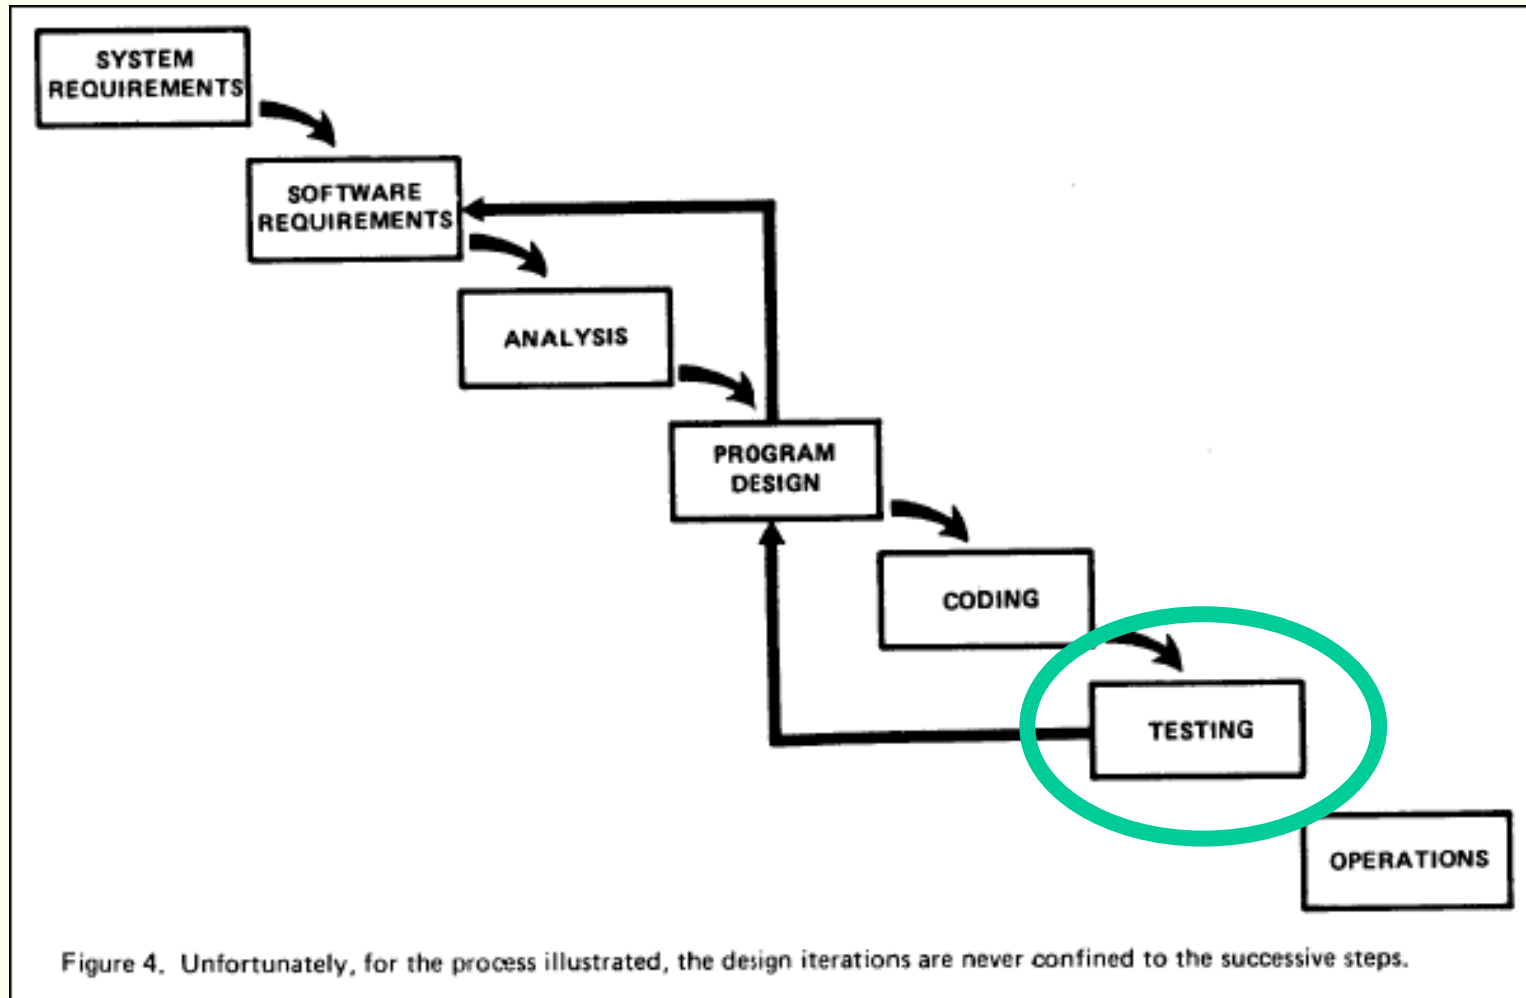 SYSTEM
REQUIREMENTS
SOFTWARE
REQUIREMENTS
ANALYSIS
PROGRAM
DESIGN
CODING
TESTING
OPERATIONS
Figure 4. Unfortunately, for the process illustrated, the design iterations are never confined to the successive steps.